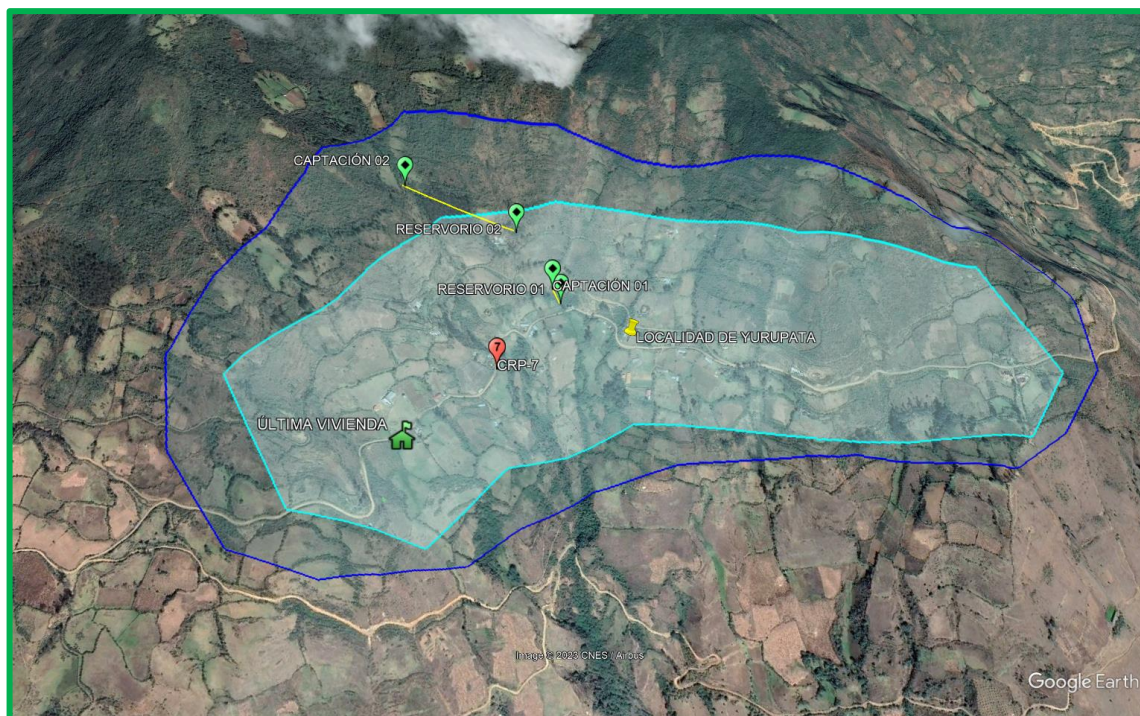 CAPTACIÓN 02
RESERVORIO 02
RESERVORIO 01
CAPTACIÓN 01
LOCALIDAD DE YURUPATA
7
CRP-7
ÚLTIMA VIVIENDA
Image © 2023 CNES / Airbus
Google Earth